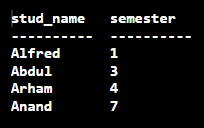 stud_name semester
---------- ----------
Alfred 1
Abdul 3
Arham 4
Anand 7